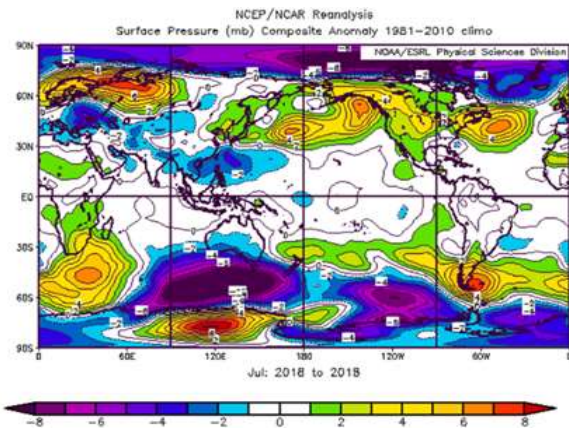 NCEP/NCAR Reanalysis
Surface Pressure (mb) Composite Anomaly 1981-2010 climo
NOAA/ESRL Physical Sciences Division
90N
60N
30N
EQ
30S
60S
90S
0 60E 120E 180 120W 60W 0
Jul: 2018 to 2018
-8 -6 -4 -2 0 2 4 6 8